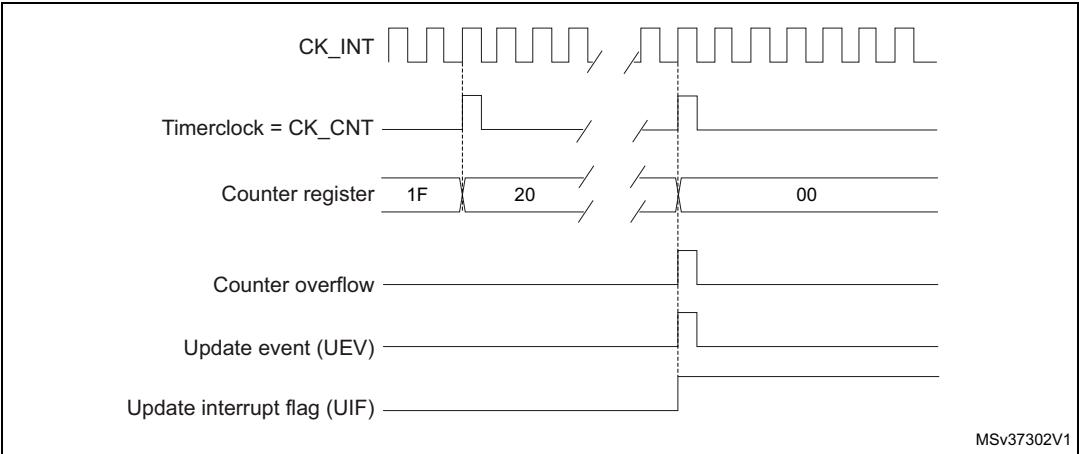 CK_INT
Timerclock = CK_CNT
Counter register 1F 20 00
Counter overflow
Update event (UEV)
Update interrupt flag (UIF)
MSv37302V1